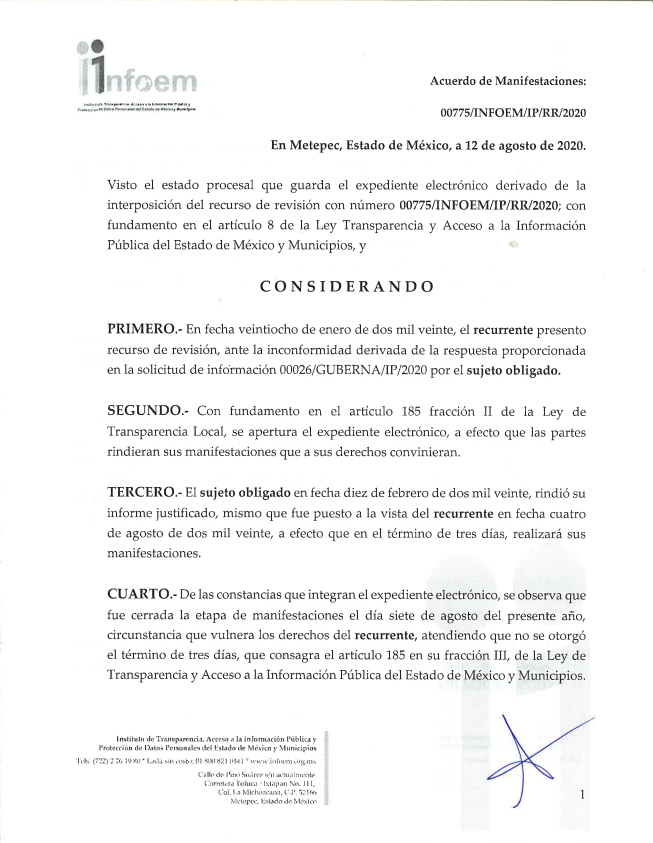 infoem
Instituto de Transparencia, Acceso a la Información Pública y
Protección de Datos Personales del Estado de México y Municipios
Acuerdo de Manifestaciones:
00775/INFOEM/IP/RR/2020
En Metepec, Estado de México, a 12 de agosto de 2020.
Visto el estado procesal que guarda el expediente electrónico derivado de la
interposición del recurso de revisión con número 00775/INFOEM/IP/RR/2020; con
fundamento en el artículo 8 de la Ley Transparencia y Acceso a la Información
Pública del Estado de México y Municipios, y
C O N S I D E R A N D O
PRIMERO.- En fecha veintiocho de enero de dos mil veinte, el recurrente presento
recurso de revisión, ante la inconformidad derivada de la respuesta proporcionada
en la solicitud de información 00026/GUBERNA/IP/2020 por el sujeto obligado.
SEGUNDO.- Con fundamento en el artículo 185 fracción II de la Ley de
Transparencia Local, se apertura el expediente electrónico, a efecto que las partes
rindieran sus manifestaciones que a sus derechos convinieran.
TERCERO.- El sujeto obligado en fecha diez de febrero de dos mil veinte, rindió su
informe justificado, mismo que fue puesto a la vista del recurrente en fecha cuatro
de agosto de dos mil veinte, a efecto que en el término de tres días, realizará sus
manifestaciones.
CUARTO.- De las constancias que integran el expediente electrónico, se observa que
fue cerrada la etapa de manifestaciones el día siete de agosto del presente año,
circunstancia que vulnera los derechos del recurrente, atendiendo que no se otorgó
el término de tres días, que consagra el artículo 185 en su fracción III, de la Ley de
Transparencia y Acceso a la Información Pública del Estado de México y Municipios.
Instituto de Transparencia, Acceso a la Información Pública y
Protección de Datos Personales del Estado de México y Municipios
Tels. (722) 2 26 19 80 * Lada sin costo: 01 800 821 0441 * www.infoem.org.mx
Calle de Pino Suárez s/n actualmente
Carretera Toluca - Ixtapan No. 111,
Col. La Michoacana, C.P. 52166
Metepec, Estado de México
1